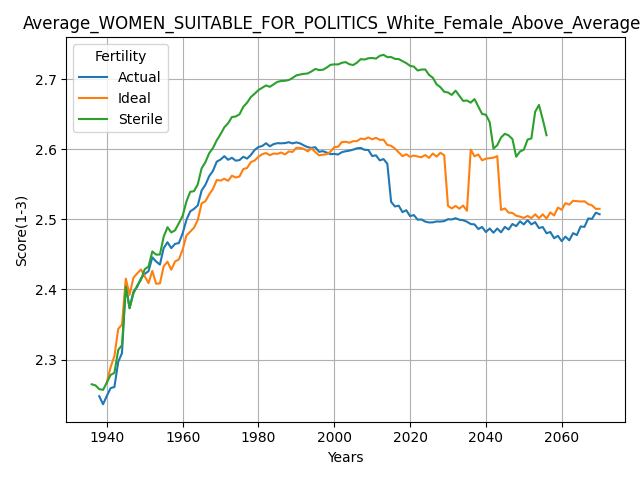 Average_WOMEN_SUITABLE_FOR_POLITICS_White_Female_Above_Average
Fertility
Actual
Ideal
Sterile
Score(1-3)
2.7
2.6
2.5
2.4
2.3
1940 1960 1980 2000 2020 2040 2060
Years